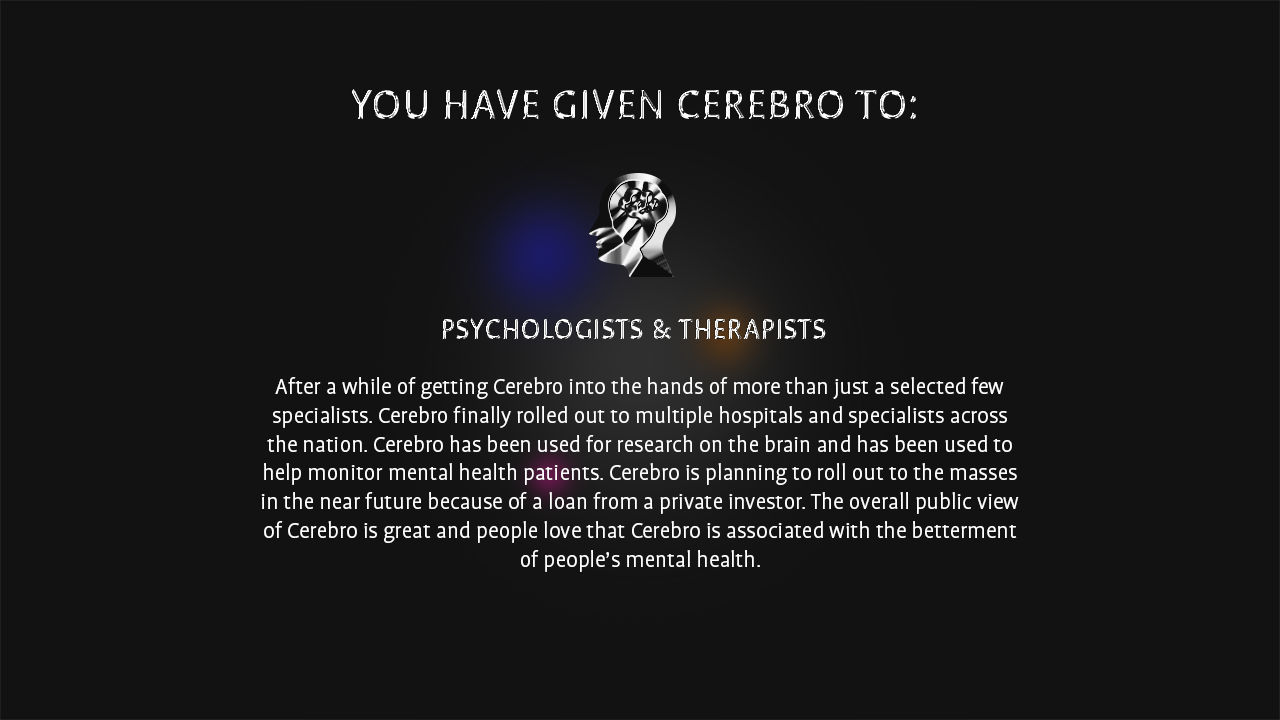 YOU HAVE GIVEN CEREBRO TO:
PSYCHOLOGISTS & THERAPISTS
After a while of getting Cerebro into the hands of more than just a selected few
specialists. Cerebro finally rolled out to multiple hospitals and specialists across
the nation. Cerebro has been used for research on the brain and has been used to
help monitor mental health patients. Cerebro is planning to roll out to the masses
in the near future because of a loan from a private investor. The overall public view
of Cerebro is great and people love that Cerebro is associated with the betterment
of people’s mental health.